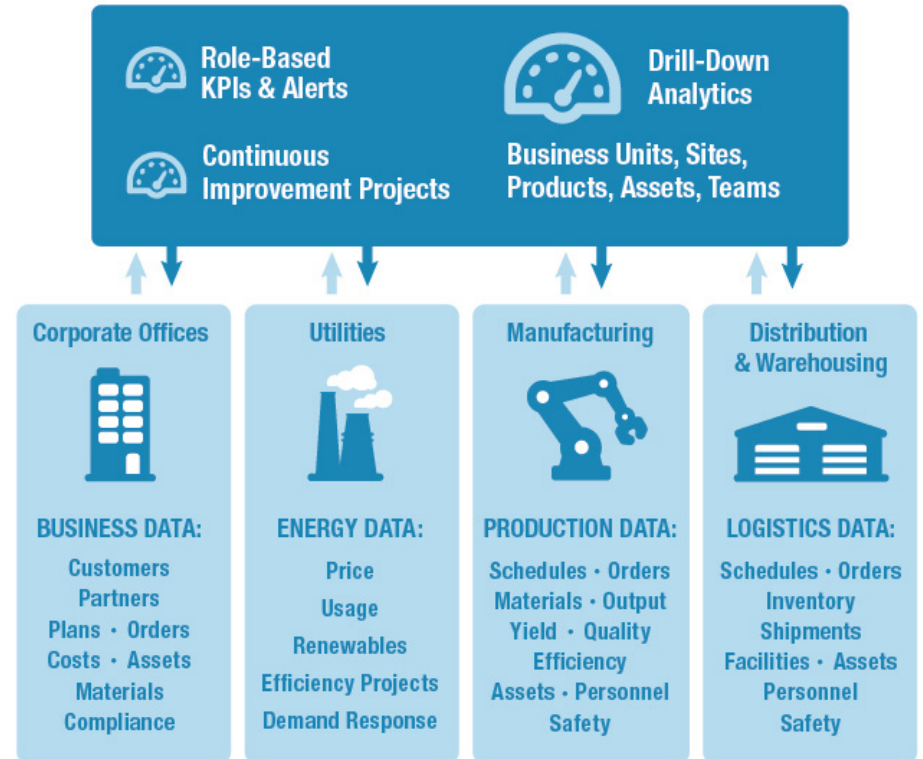 Role-Based
KPIs & Alerts
Continuous
Improvement Projects
Drill-Down
Analytics
Business Units, Sites,
Products, Assets, Teams
Corporate Offices
BUSINESS DATA:
Customers
Partners
Plans • Orders
Costs • Assets
Materials
Compliance
Utilities
ENERGY DATA:
Price
Usage
Renewables
Efficiency Projects
Demand Response
Manufacturing
PRODUCTION DATA:
Schedules • Orders
Materials • Output
Yield • Quality
Efficiency
Assets • Personnel
Safety
Distribution
& Warehousing
LOGISTICS DATA:
Schedules • Orders
Inventory
Shipments
Facilities • Assets
Personnel
Safety